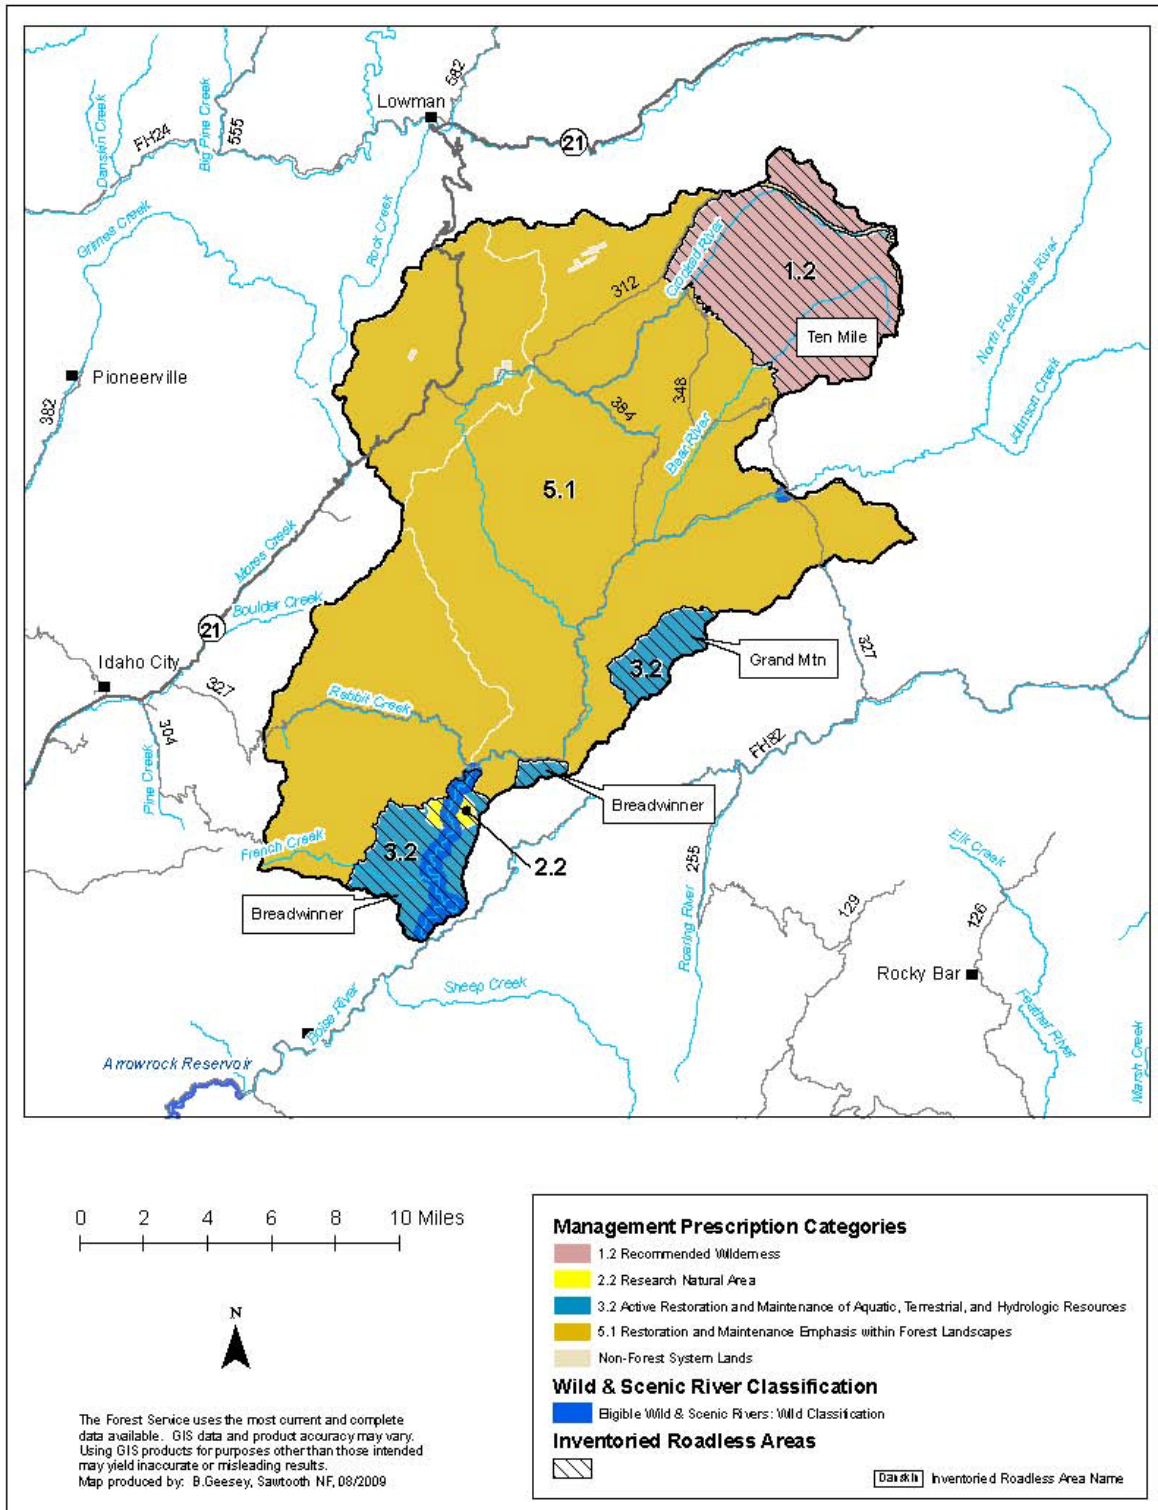 582
Lowman
21
Danskin Creek
FH24
Big Pine Creek
555
Rock Creek
Grimes Creek
Crooked River
1.2
312
North Fork Boise River
Ten Mile
Pioneerville
382
348
384
Johnson Creek
Bear River
5.1
Mores Creek
Boulder Creek
21
Idaho City
3.2
Grand Mtn
327
327
Rabbit Creek
304
Pine Creek
FH82
Breadwinner
French Creek
3.2
2.2
255
Elk Creek
Breadwinner
129
126
Roaring River
Rocky Bar
Sheep Creek
Boise River
Feather River
Marsh Creek
Arrowrock Reservoir
0 2 4 6 8 10 Miles
N
The Forest Service uses the most current and complete
data available. GIS data and product accuracy may vary.
Using GIS products for purposes other than those intended
may yield inaccurate or misleading results.
Map produced by: B.Geesey, Sawtooth NF, 08/2009
Management Prescription Categories
1.2 Recommended Wilderness
2.2 Research Natural Area
3.2 Active Restoration and Maintenance of Aquatic, Terrestrial, and Hydrologic Resources
5.1 Restoration and Maintenance Emphasis within Forest Landscapes
Non-Forest System Lands
Wild & Scenic River Classification
Eligible Wild & Scenic Rivers: Wild Classification
Inventoried Roadless Areas
Danskin Inventoried Roadless Area Name